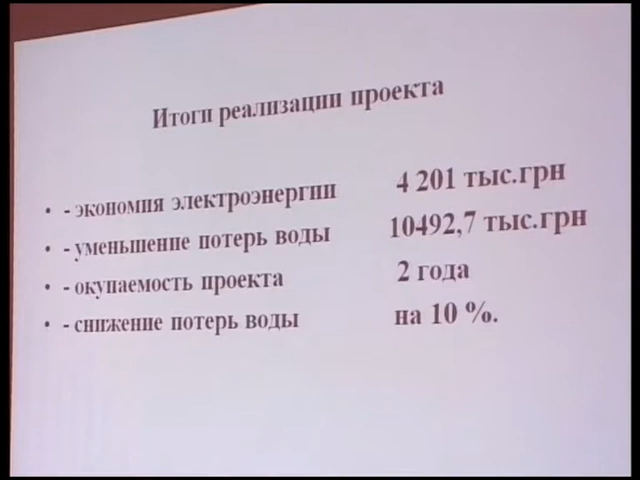 Итоги реализации проекта
• - экономия электроэнергии 4 201 тыс.грн
• - уменьшение потерь воды 10492,7 тыс.грн
• - окупаемость проекта 2 года
• - снижение потерь воды на 10 %.